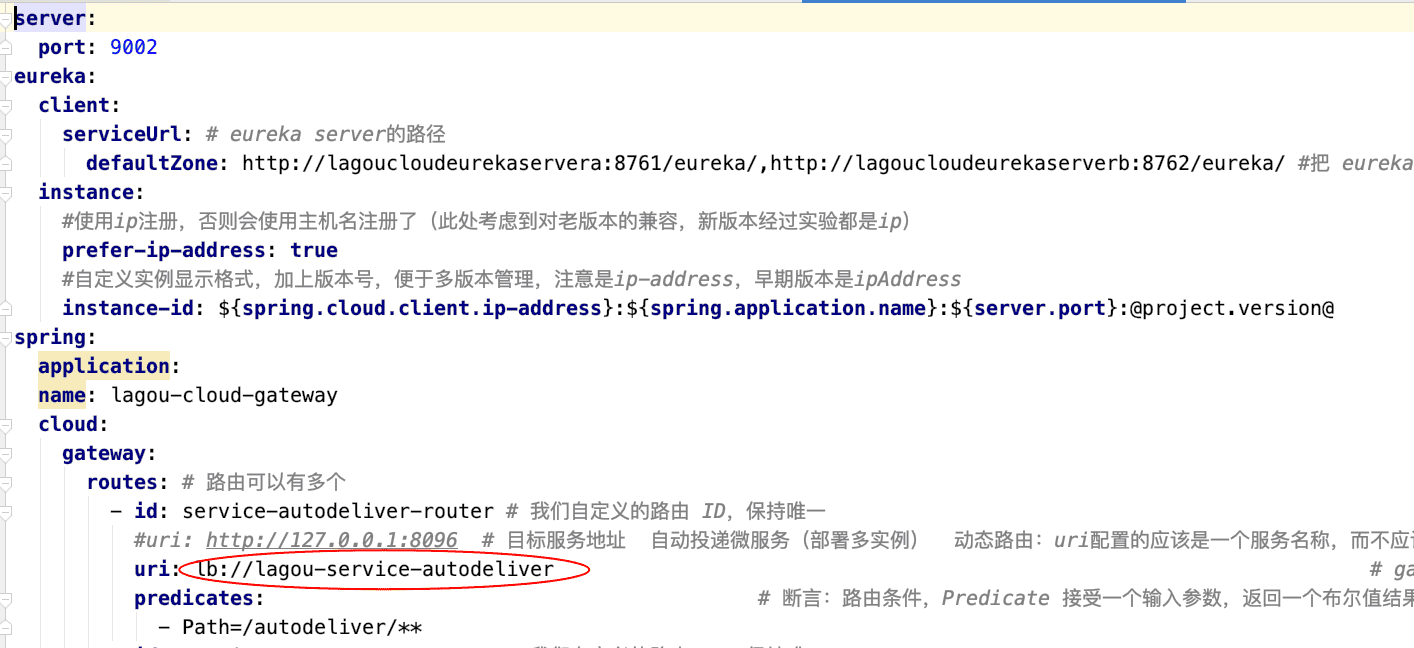 server:
  port: 9002
eureka:
  client:
    serviceUrl: # eureka server的路径
      defaultZone: http://lagoucloudeurekaservera:8761/eureka/,http://lagoucloudeurekaserverb:8762/eureka/ #把 eureka
  instance:
    #使用ip注册，否则会使用主机名注册了（此处考虑到对老版本的兼容，新版本经过实验都是ip）
    prefer-ip-address: true
    #自定义实例显示格式，加上版本号，便于多版本管理，注意是ip-address，早期版本是ipAddress
    instance-id: ${spring.cloud.client.ip-address}:${spring.application.name}:${server.port}:@project.version@
spring:
  application:
  name: lagou-cloud-gateway
  cloud:
    gateway:
      routes: # 路由可以有多个
        - id: service-autodeliver-router # 我们自定义的路由 ID，保持唯一
          #uri: http://127.0.0.1:8096  # 目标服务地址  自动投递微服务（部署多实例）  动态路由：uri配置的应该是一个服务名称，而不应
          uri: lb://lagou-service-autodeliver # ga
          predicates: # 断言：路由条件，Predicate 接受一个输入参数，返回一个布尔值结果
            - Path=/autodeliver/**